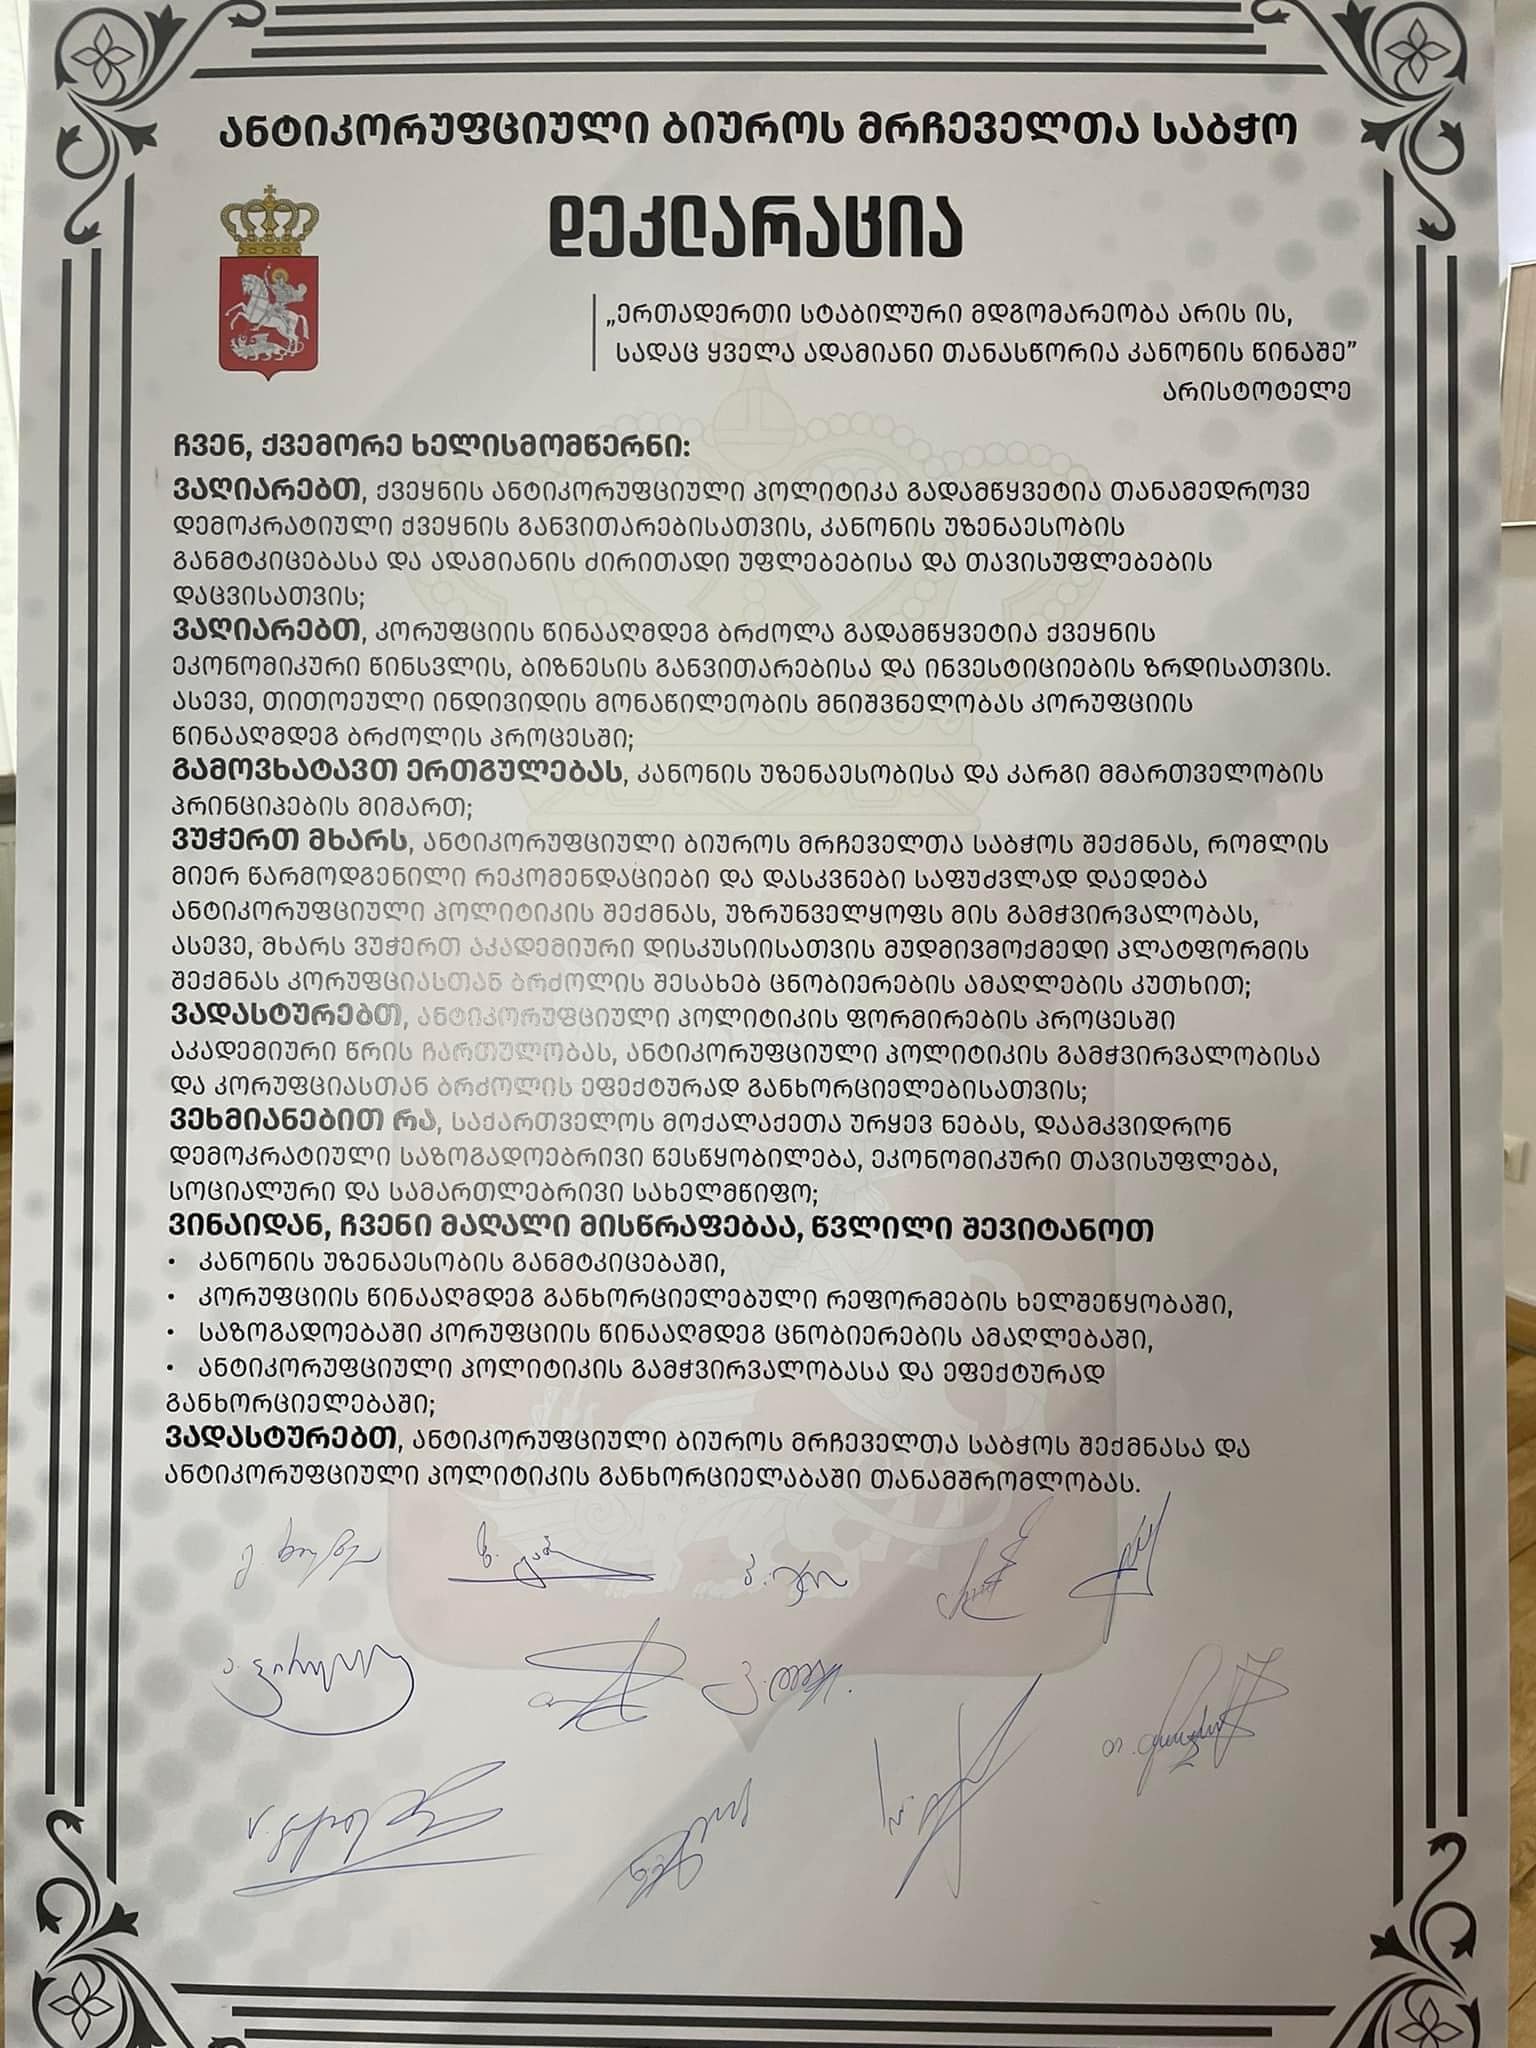 ანტიკორუფციული ბიუროს მრჩეველთა საბჭო
დეკლარაცია
„ერთადერთი სტაბილური მდგომარეობა არის ის,
სადაც ყველა ადამიანი თანასწორია კანონის წინაშე”
არისტოტელე
ჩვენ, ქვემორე ხელისმომწერნი:
ვაღიარებთ, ქვეყნის ანტიკორუფციული პოლიტიკა გადამწყვეტია თანამედროვე
დემოკრატიული ქვეყნის განვითარებისათვის, კანონის უზენაესობის
განმტკიცებასა და ადამიანის ძირითადი უფლებებისა და თავისუფლებების
დაცვისათვის;
ვაღიარებთ, კორუფციის წინააღმდეგ ბრძოლა გადამწყვეტია ქვეყნის
ეკონომიკური წინსვლის, ბიზნესის განვითარებისა და ინვესტიციების ზრდისათვის.
ასევე, თითოეული ინდივიდის მონაწილეობის მნიშვნელობას კორუფციის
წინააღმდეგ ბრძოლის პროცესში;
გამოვხატავთ ერთგულებას, კანონის უზენაესობისა და კარგი მმართველობის
პრინციპების მიმართ;
ვუჭერთ მხარს, ანტიკორუფციული ბიუროს მრჩეველთა საბჭოს შექმნას, რომლის
მიერ წარმოდგენილი რეკომენდაციები და დასკვნები საფუძვლად დაედება
ანტიკორუფციული პოლიტიკის შექმნას, უზრუნველყოფს მის გამჭვირვალობას,
ასევე, მხარს ვუჭერთ აკადემიური დისკუსიისათვის მუდმივმოქმედი პლატფორმის
შექმნას კორუფციასთან ბრძოლის შესახებ ცნობიერების ამაღლების კუთხით;
ვადასტურებთ, ანტიკორუფციული პოლიტიკის ფორმირების პროცესში
აკადემიური წრის ჩართულობას, ანტიკორუფციული პოლიტიკის გამჭვირვალობისა
და კორუფციასთან ბრძოლის ეფექტურად განხორციელებისათვის;
ვეხმიანებით რა, საქართველოს მოქალაქეთა ურყევ ნებას, დაამკვიდრონ
დემოკრატიული საზოგადოებრივი წესწყობილება, ეკონომიკური თავისუფლება,
სოციალური და სამართლებრივი სახელმწიფო;
ვინაიდან, ჩვენი მაღალი მისწრაფებაა, წვლილი შევიტანოთ
• კანონის უზენაესობის განმტკიცებაში,
• კორუფციის წინააღმდეგ განხორციელებული რეფორმების ხელშეწყობაში,
• საზოგადოებაში კორუფციის წინააღმდეგ ცნობიერების ამაღლებაში,
• ანტიკორუფციული პოლიტიკის გამჭვირვალობასა და ეფექტურად
განხორციელებაში;
ვადასტურებთ, ანტიკორუფციული ბიუროს მრჩეველთა საბჭოს შექმნასა და
ანტიკორუფციული პოლიტიკის განხორციელაბაში თანამშრომლობას.